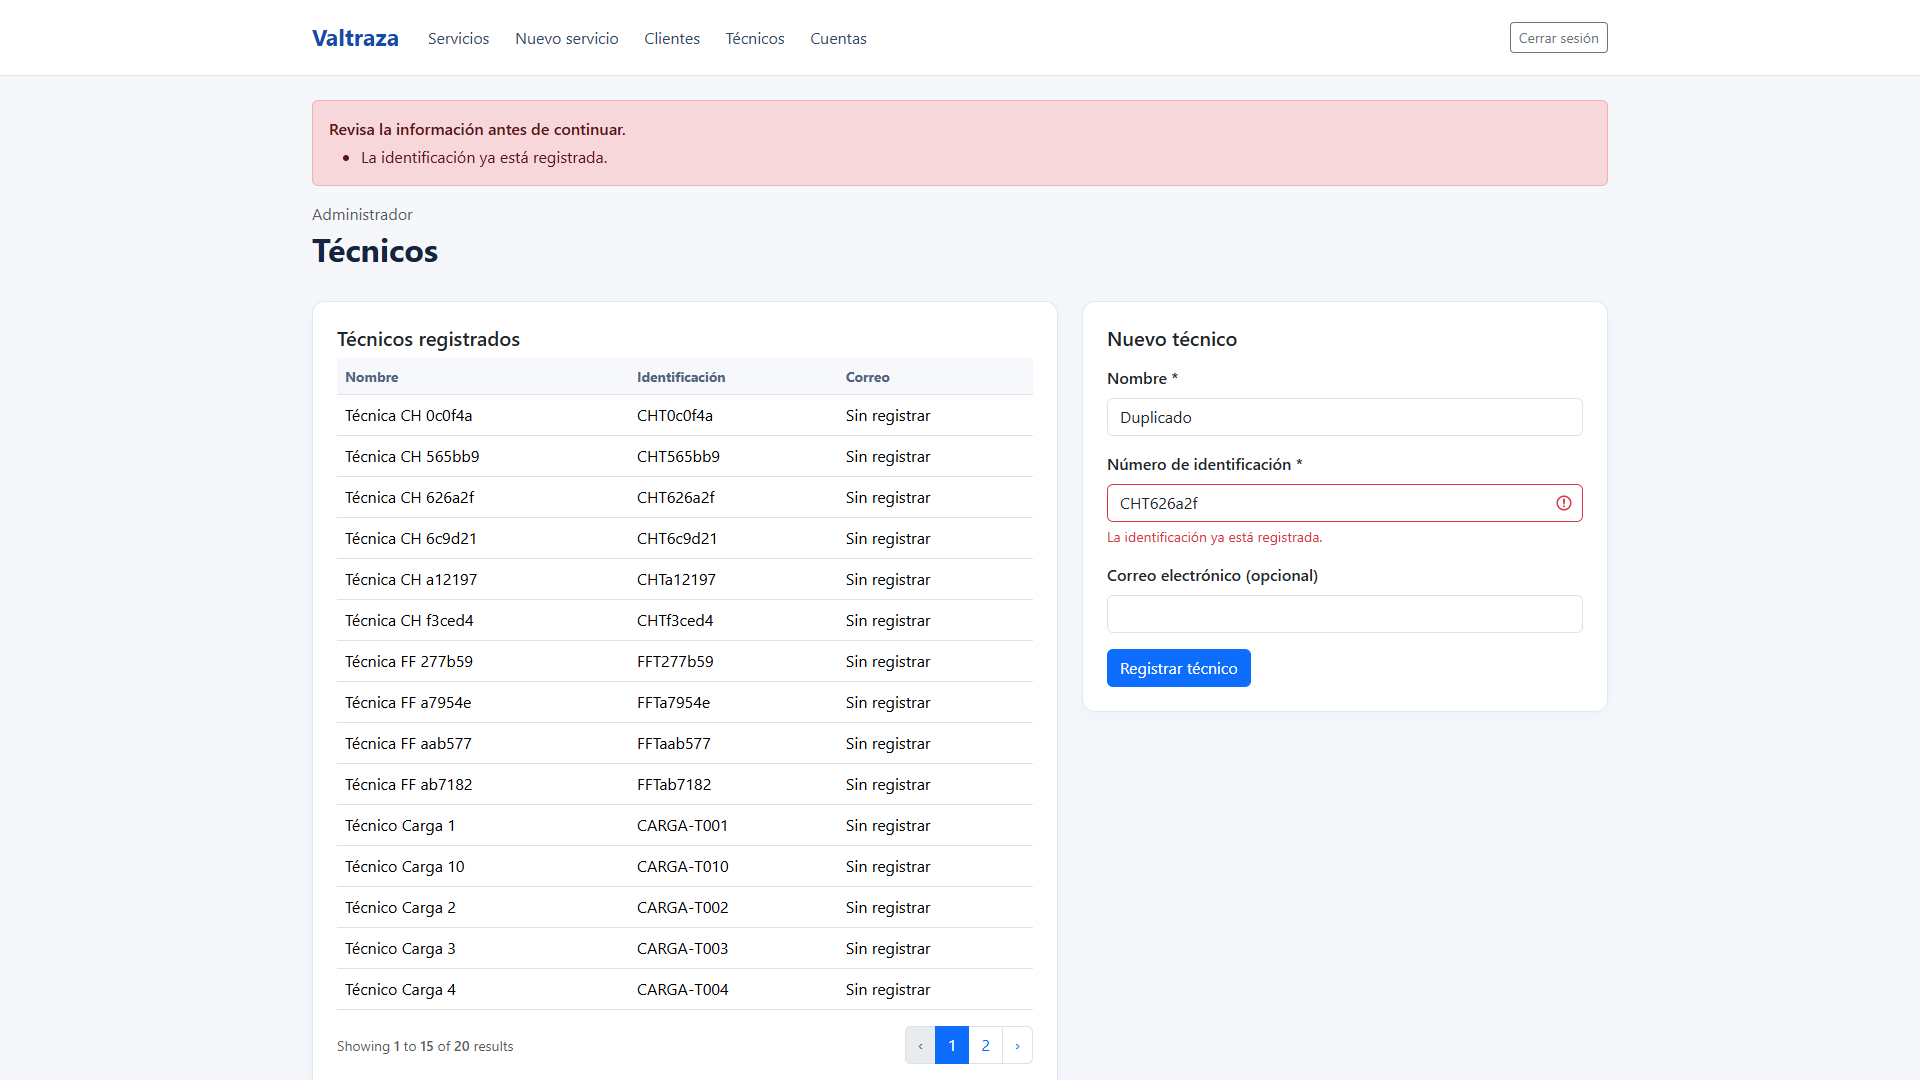 Valtraza Servicios Nuevo servicio Clientes Técnicos Cuentas Cerrar sesión
Revisa la información antes de continuar.
• La identificación ya está registrada.
Administrador
Técnicos
Técnicos registrados
Nombre Identificación Correo
Técnica CH 0c0f4a CHT0c0f4a Sin registrar
Técnica CH 565bb9 CHT565bb9 Sin registrar
Técnica CH 626a2f CHT626a2f Sin registrar
Técnica CH 6c9d21 CHT6c9d21 Sin registrar
Técnica CH a12197 CHTa12197 Sin registrar
Técnica CH f3ced4 CHTf3ced4 Sin registrar
Técnica FF 277b59 FFT277b59 Sin registrar
Técnica FF a7954e FFTa7954e Sin registrar
Técnica FF aab577 FFTaab577 Sin registrar
Técnica FF ab7182 FFTab7182 Sin registrar
Técnico Carga 1 CARGA-T001 Sin registrar
Técnico Carga 10 CARGA-T010 Sin registrar
Técnico Carga 2 CARGA-T002 Sin registrar
Técnico Carga 3 CARGA-T003 Sin registrar
Técnico Carga 4 CARGA-T004 Sin registrar
Showing 1 to 15 of 20 results ‹ 1 2 ›
Nuevo técnico
Nombre *
Duplicado
Número de identificación *
CHT626a2f
La identificación ya está registrada.
Correo electrónico (opcional)
Registrar técnico